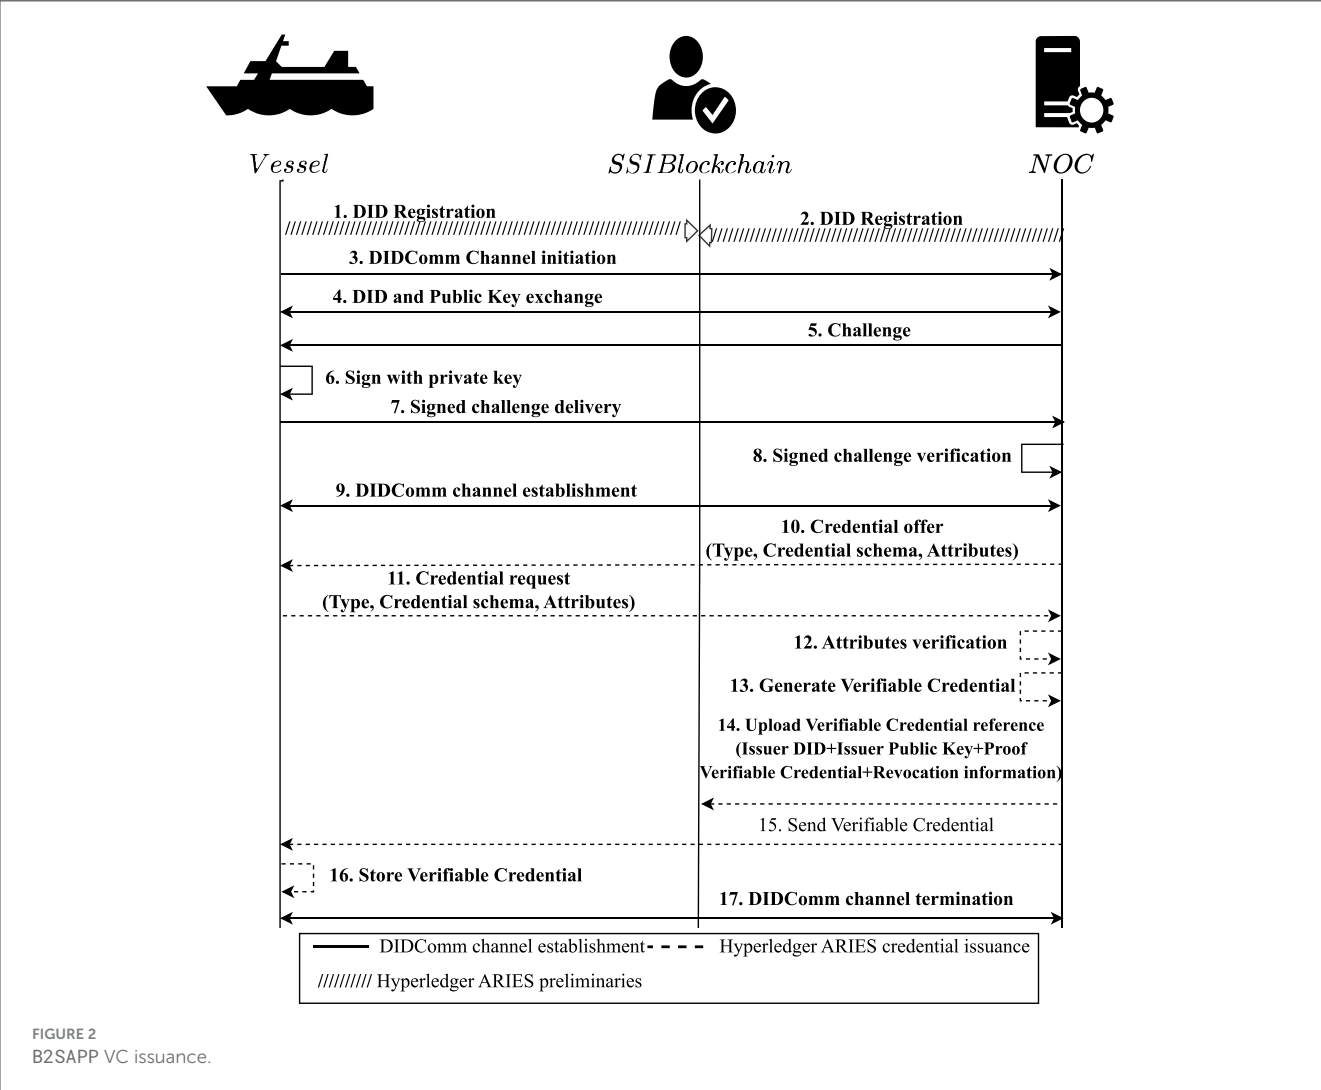 Vessel
SSIBlockchain
NOC
1. DID Registration
2. DID Registration
3. DIDComm Channel initiation
4. DID and Public Key exchange
5. Challenge
6. Sign with private key
7. Signed challenge delivery
8. Signed challenge verification
9. DIDComm channel establishment
10. Credential offer
(Type, Credential schema, Attributes)
11. Credential request
(Type, Credential schema, Attributes)
12. Attributes verification
13. Generate Verifiable Credential
14. Upload Verifiable Credential reference
(Issuer DID+Issuer Public Key+Proof
Verifiable Credential+Revocation information)
15. Send Verifiable Credential
16. Store Verifiable Credential
17. DIDComm channel termination
DIDComm channel establishment
Hyperledger ARIES credential issuance
Hyperledger ARIES preliminaries
FIGURE 2
B2SAPP VC issuance.